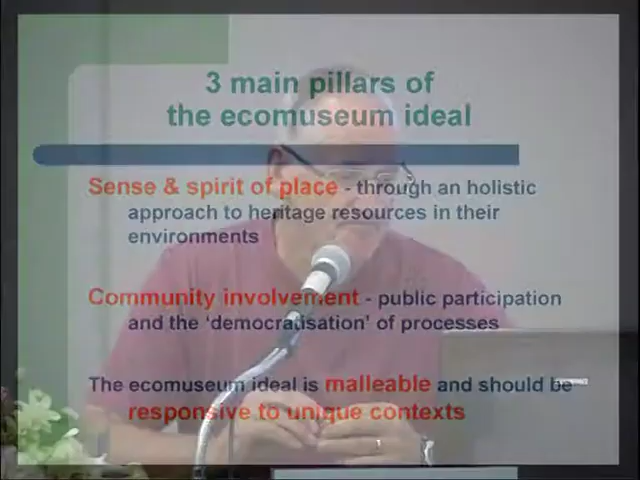 3 main pillars of
the ecomuseum ideal
Sense & spirit of place - through an holistic
approach to heritage resources in their
environments
Community involvement - public participation
and the ‘democratisation’ of processes
The ecomuseum ideal is malleable and should be
responsive to unique contexts